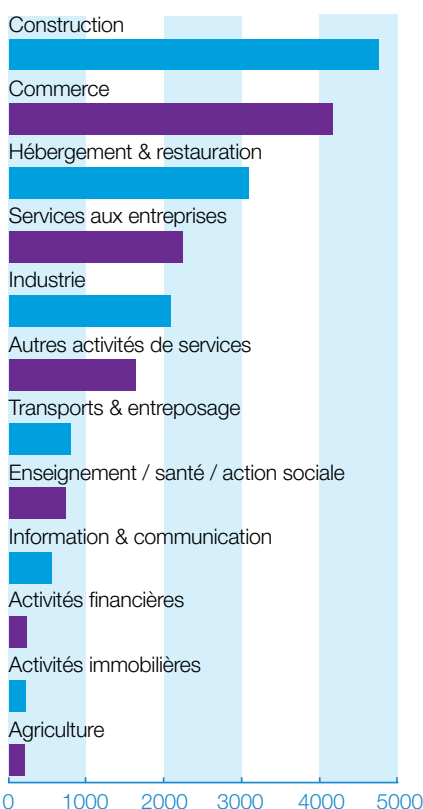 Construction
Commerce
Hébergement & restauration
Services aux entreprises
Industrie
Autres activités de services
Transports & entreposage
Enseignement / santé / action sociale
Information & communication
Activités financières
Activités immobilières
Agriculture
0 1000 2000 3000 4000 5000